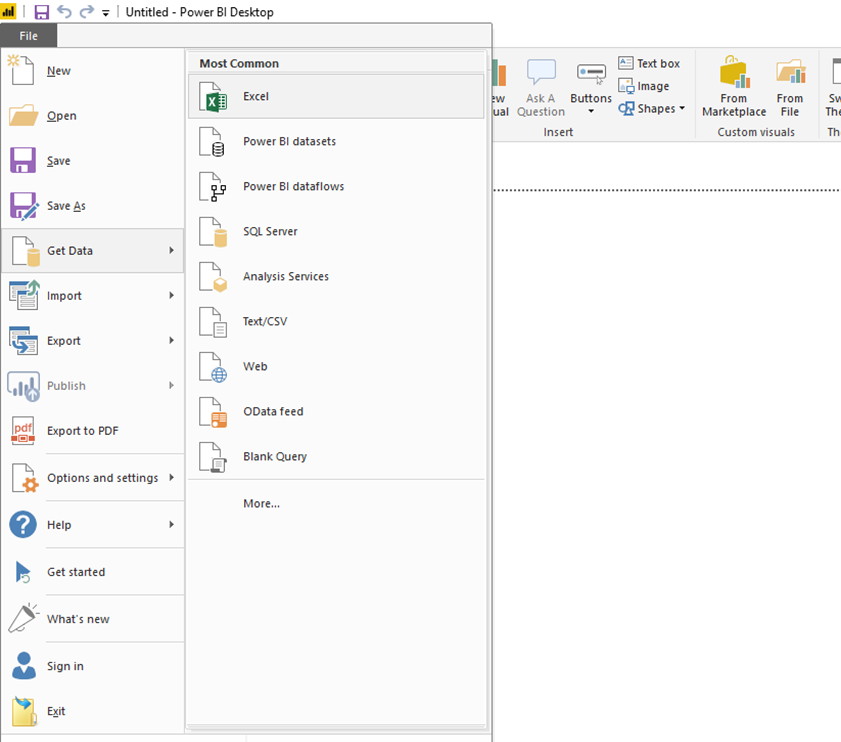 Untitled - Power BI Desktop
File
New
Open
Save
Save As
Get Data
Import
Export
Publish
pdf
Export to PDF
Options and settings
? Help
Get started
What's new
Sign in
Exit
Most Common
Excel
Power BI datasets
Power BI dataflows
SQL Server
Analysis Services
Text/CSV
Web
OData feed
Blank Query
More...
ew
ual
Ask A
Question
Buttons
Text box
Image
Shapes
Insert
From
Marketplace
From
File
Custom visuals
Sw
The
Th